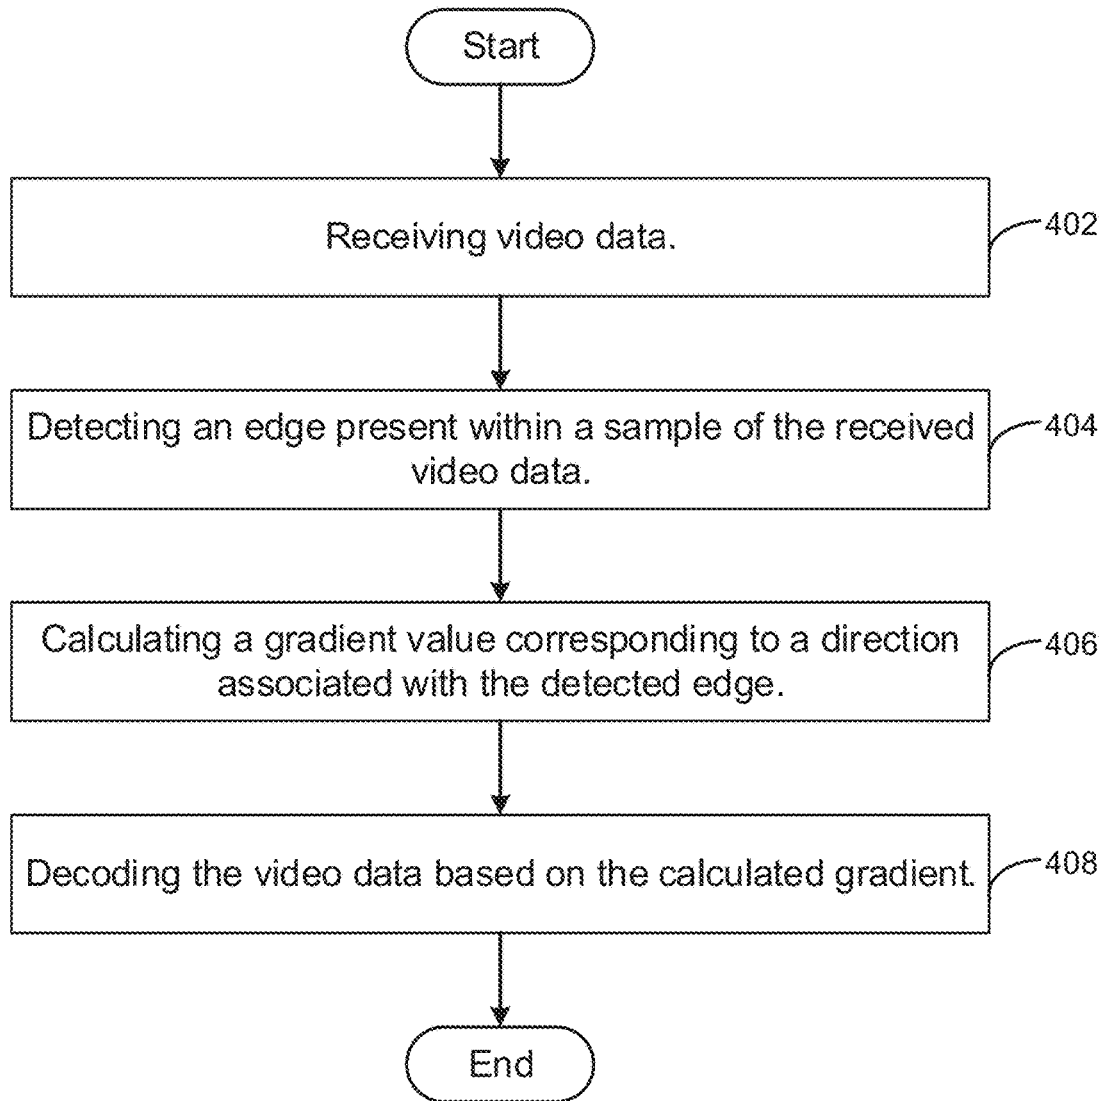 Start
Receiving video data.
402
Detecting an edge present within a sample of the received
video data.
404
Calculating a gradient value corresponding to a direction
associated with the detected edge.
406
Decoding the video data based on the calculated gradient.
408
End